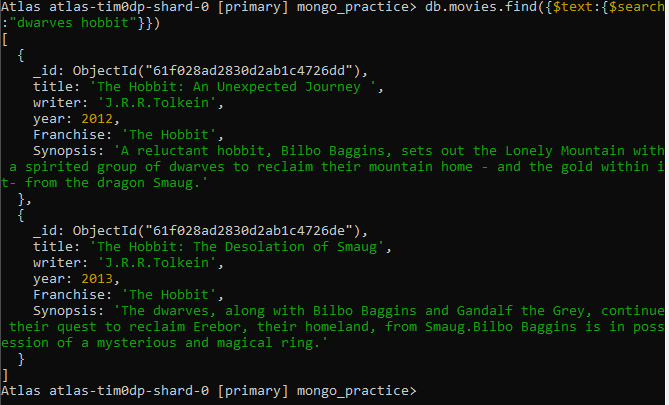 Atlas atlas-tim0dp-shard-0 [primary] mongo_practice> db.movies.find({$text:{$search
:"dwarves hobbit"}})
[
  {
    _id: ObjectId("61f028ad2830d2ab1c4726dd"),
    title: 'The Hobbit: An Unexpected Journey ',
    writer: 'J.R.R.Tolkein',
    year: 2012,
    Franchise: 'The Hobbit',
    Synopsis: 'A reluctant hobbit, Bilbo Baggins, sets out the Lonely Mountain with
 a spirited group of dwarves to reclaim their mountain home - and the gold within i
t- from the dragon Smaug.'
  },
  {
    _id: ObjectId("61f028ad2830d2ab1c4726de"),
    title: 'The Hobbit: The Desolation of Smaug',
    writer: 'J.R.R.Tolkein',
    year: 2013,
    Franchise: 'The Hobbit',
    Synopsis: 'The dwarves, along with Bilbo Baggins and Gandalf the Grey, continue
 their quest to reclaim Erebor, their homeland, from Smaug.Bilbo Baggins is in poss
ession of a mysterious and magical ring.'
  }
]
Atlas atlas-tim0dp-shard-0 [primary] mongo_practice>